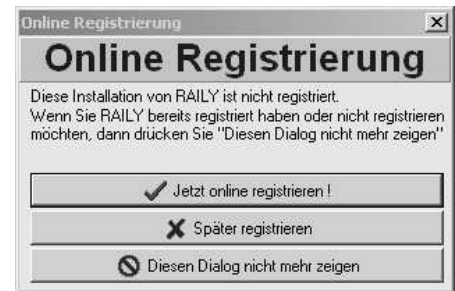 Online Registrierung
Online Registrierung
Diese Installation von RAILY ist nicht registriert.
Wenn Sie RAILY bereits registriert haben oder nicht registrieren
möchten, dann drücken Sie "Diesen Dialog nicht mehr zeigen"
Jetzt online registrieren !
Später registrieren
Diesen Dialog nicht mehr zeigen